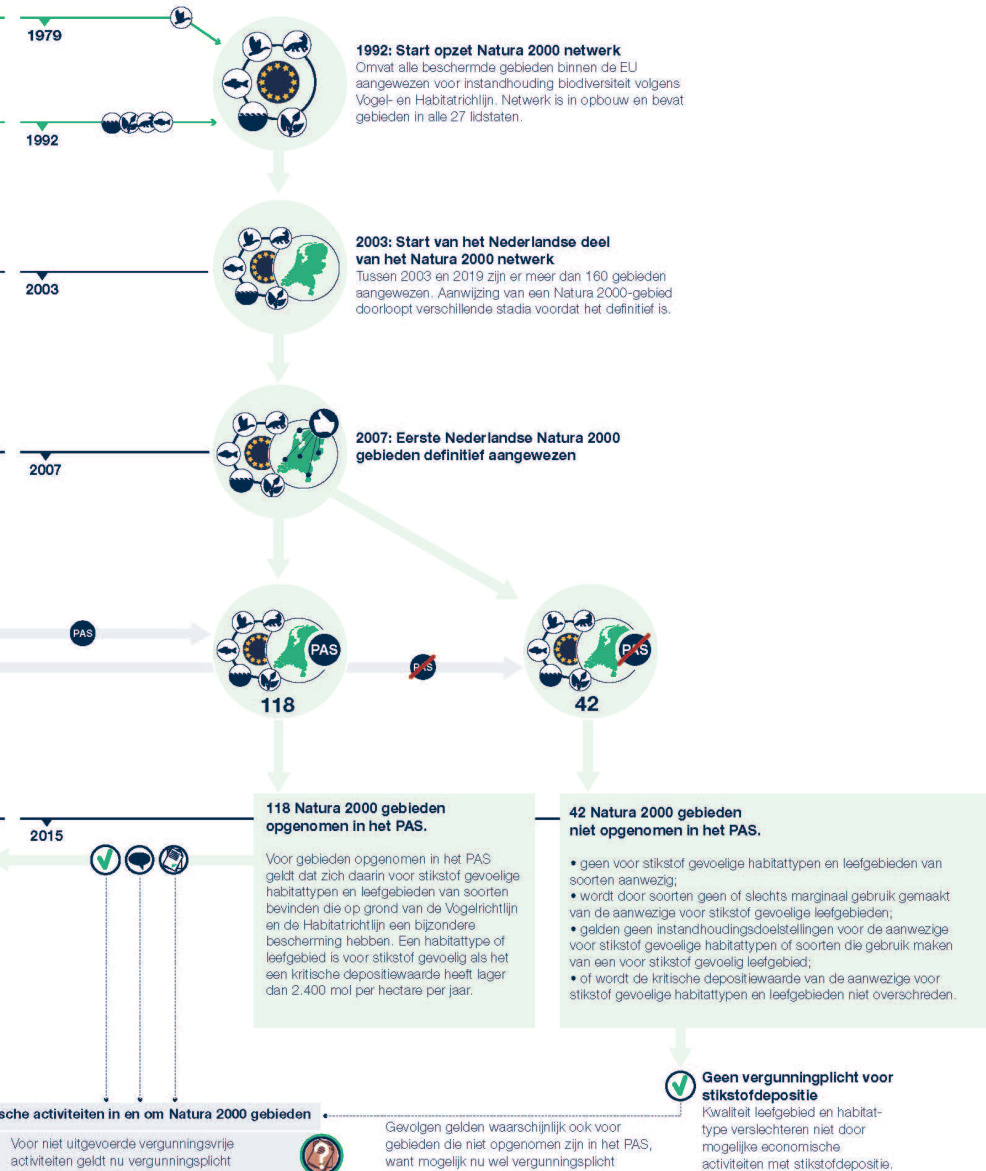 1979
1992: Start opzet Natura 2000 netwerk
Omvat alle beschermde gebieden binnen de EU
aangewezen voor instandhouding biodiversiteit volgens
Vogel- en Habitatrichlijn. Netwerk is in opbouw en bevat
gebieden in alle 27 lidstaten.
1992
2003: Start van het Nederlandse deel
van het Natura 2000 netwerk
Tussen 2003 en 2019 zijn er meer dan 160 gebieden
aangewezen. Aanwijzing van een Natura 2000-gebied
doorloopt verschillende stadia voordat het definitief is.
2003
2007: Eerste Nederlandse Natura 2000
gebieden definitief aangewezen
2007
PAS
PAS
PAS
PAS
118
42
118 Natura 2000 gebieden
opgenomen in het PAS.
Voor gebieden opgenomen in het PAS
geldt dat zich daarin voor stikstof gevoelige
habitattypen en leefgebieden van soorten
bevinden die op grond van de Vogelrichtlijn
en de Habitatrichtlijn een bijzondere
bescherming hebben. Een habitattype of
leefgebied is voor stikstof gevoelig als het
een kritische depositiewaarde heeft lager
dan 2.400 mol per hectare per jaar.
42 Natura 2000 gebieden
niet opgenomen in het PAS.
• geen voor stikstof gevoelige habitattypen en leefgebieden van
soorten aanwezig;
• wordt door soorten geen of slechts marginaal gebruik gemaakt
van de aanwezige voor stikstof gevoelige leefgebieden;
• gelden geen instandhoudingsdoelstellingen voor de aanwezige
voor stikstof gevoelige habitattypen of soorten die gebruik maken
van een voor stikstof gevoelig leefgebied;
• of wordt de kritische depositiewaarde van de aanwezige voor
stikstof gevoelige habitattypen en leefgebieden niet overschreden.
2015
Geen vergunningplicht voor
stikstofdepositie
Kwaliteit leefgebied en habitat-
type verslechteren niet door
mogelijke economische
activiteiten met stikstofdepositie.
sche activiteiten in en om Natura 2000 gebieden
Voor niet uitgevoerde vergunningsvrije
activiteiten geldt nu vergunningsplicht
?
Gevolgen gelden waarschijnlijk ook voor
gebieden die niet opgenomen zijn in het PAS,
want mogelijk nu wel vergunningsplicht